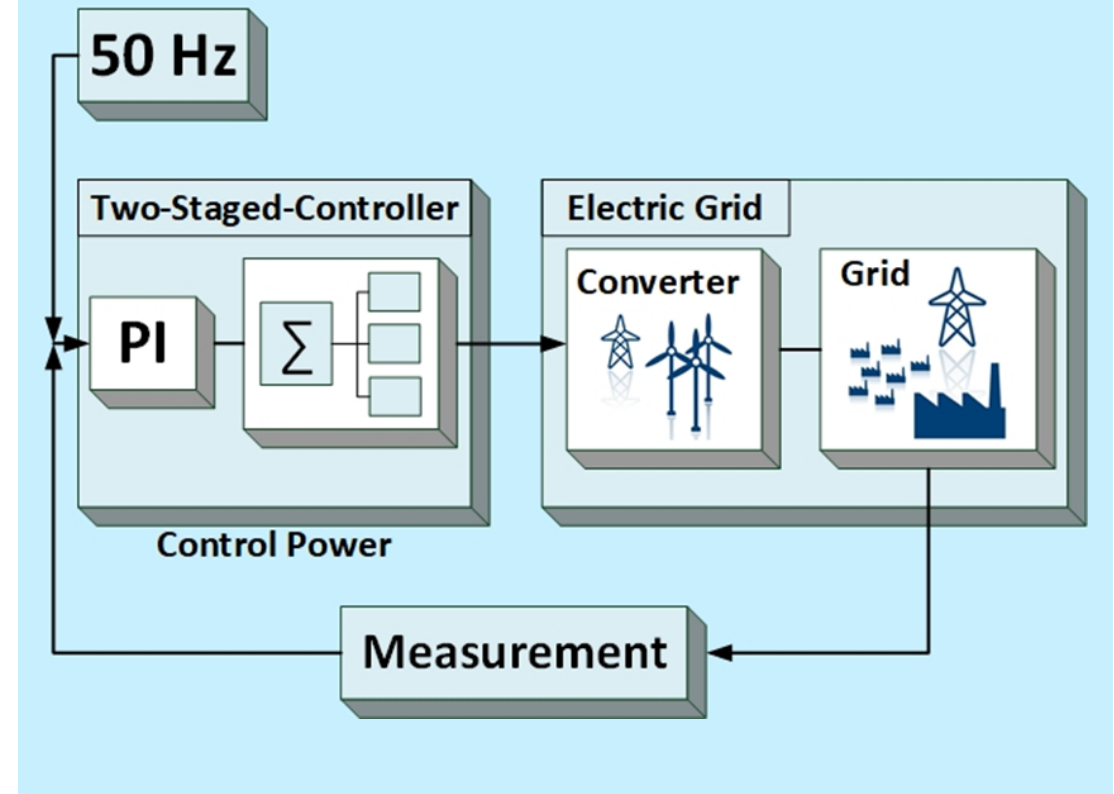 50 Hz
Two-Staged-Controller
Electric Grid
Converter
Grid
PI
∑
Control Power
Measurement